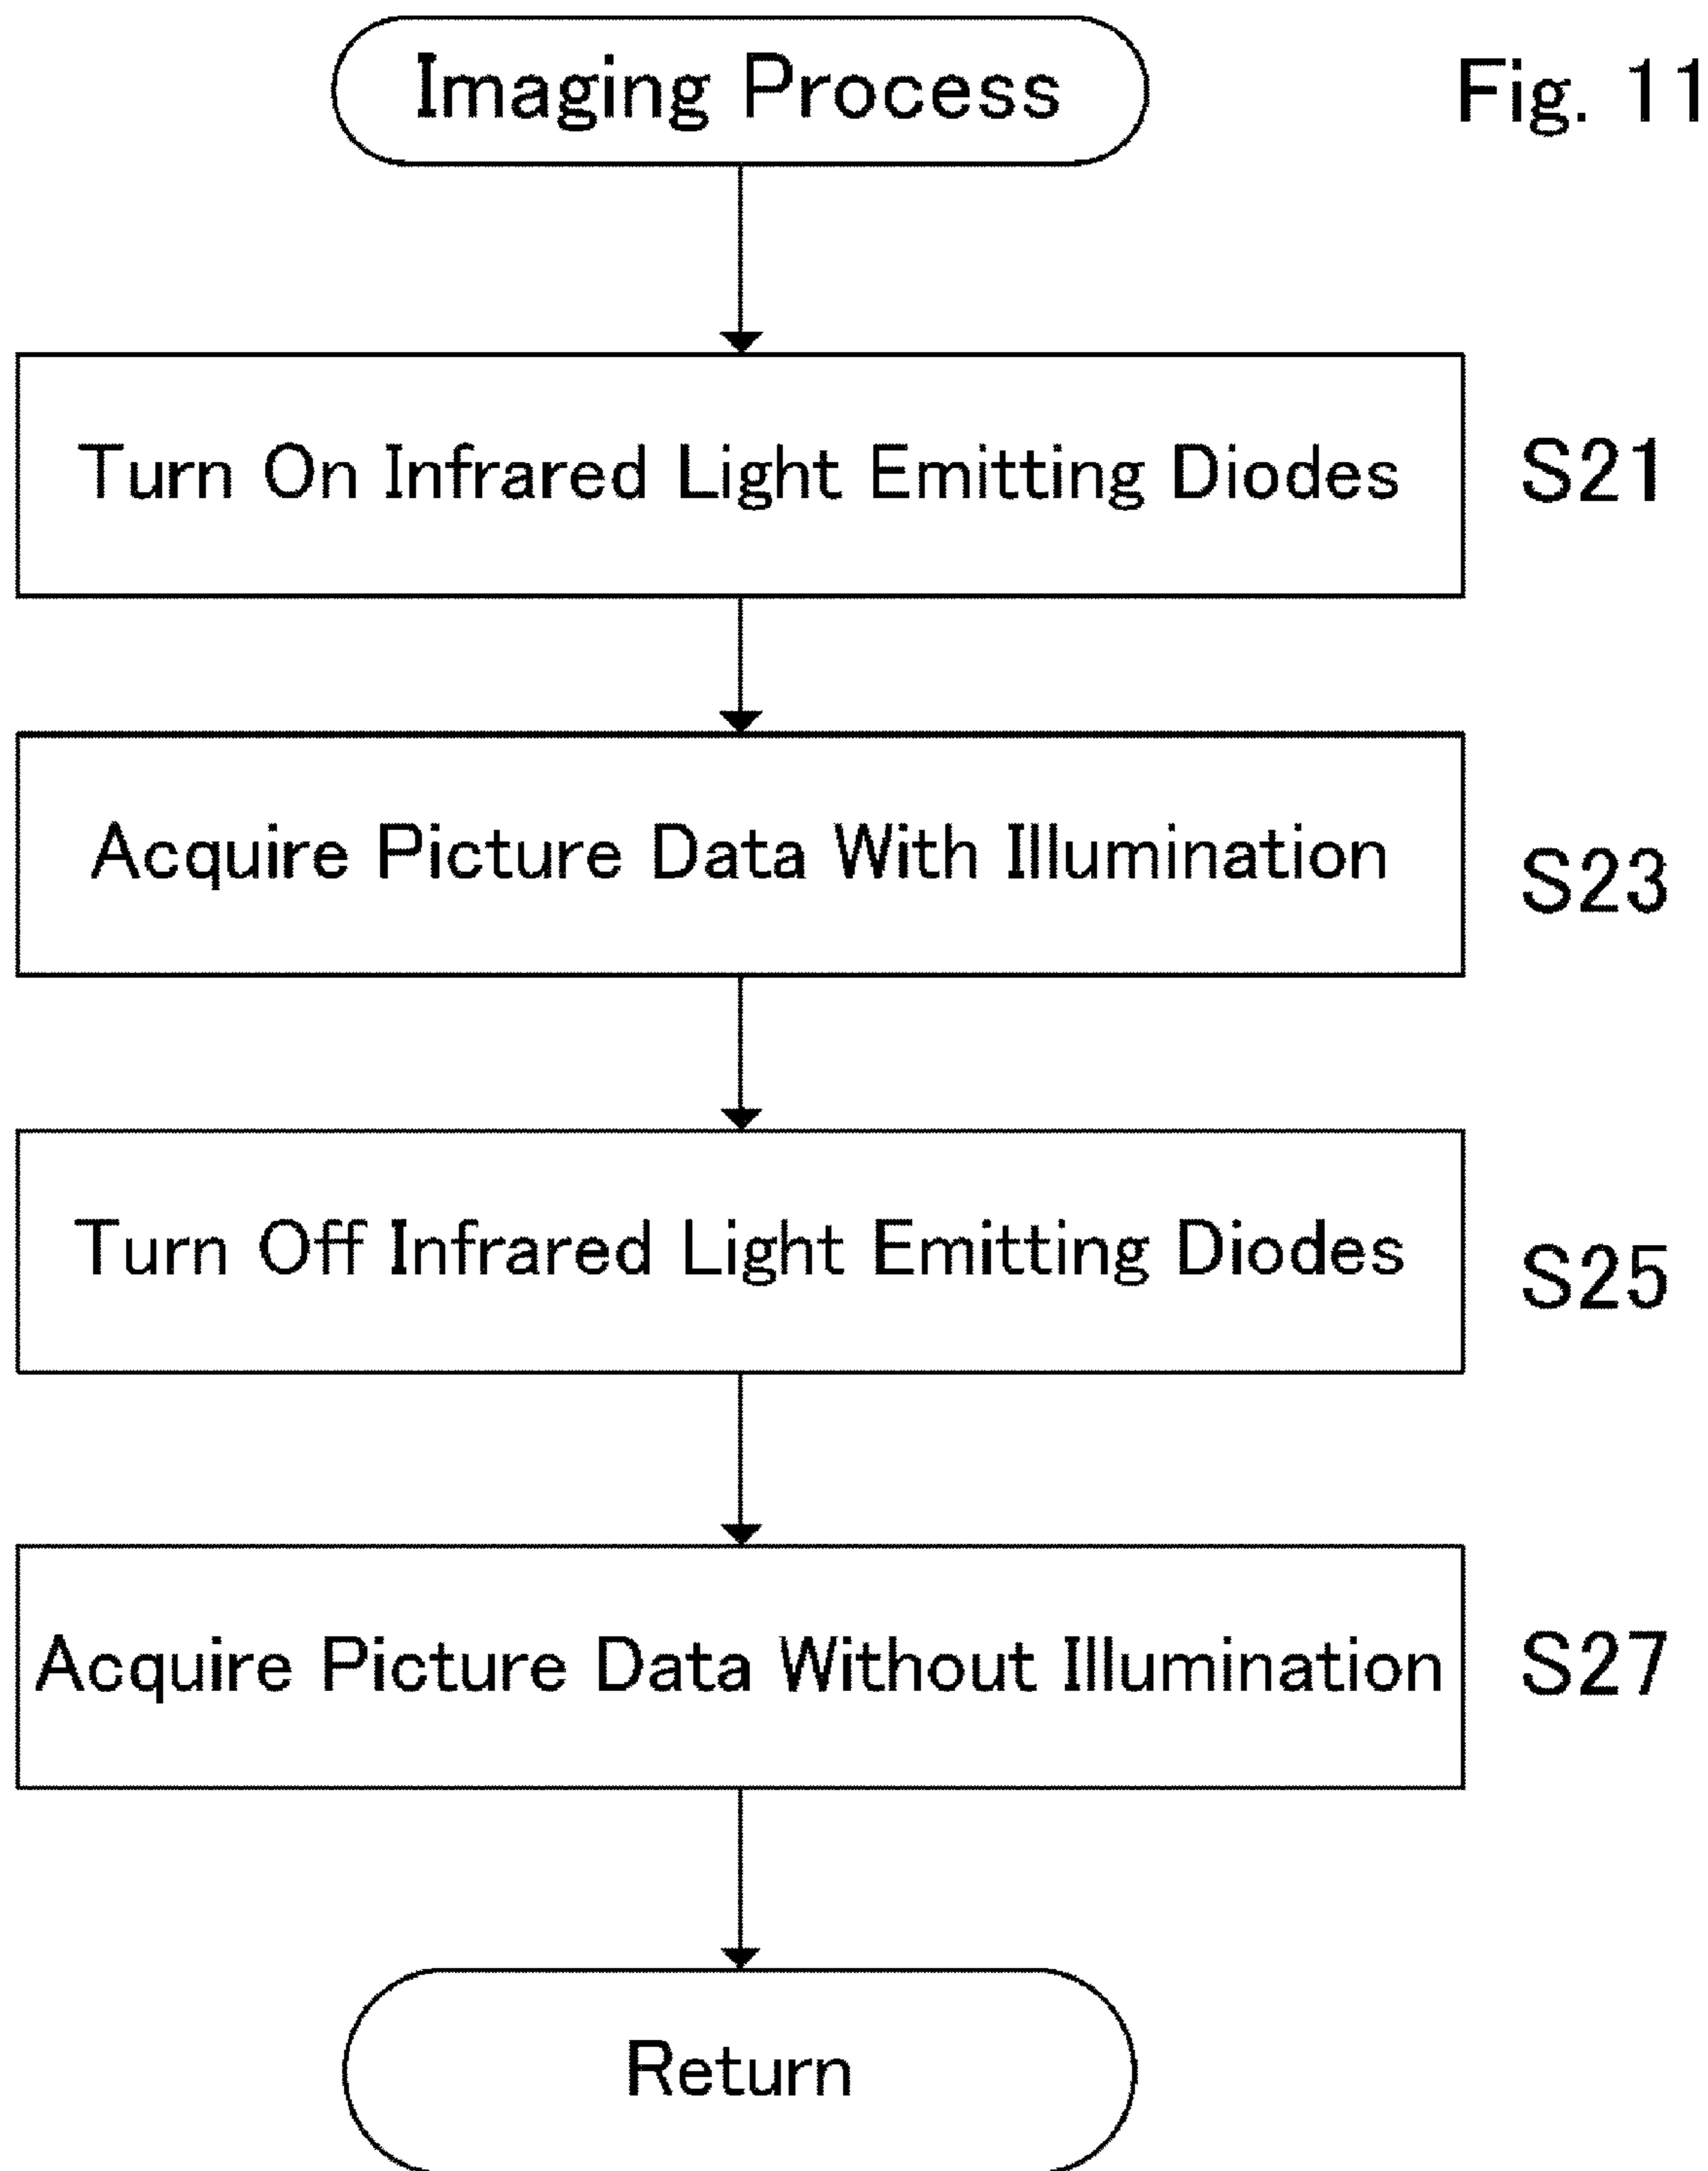 Imaging Process
Fig. 11
Turn On Infrared Light Emitting Diodes
S21
Acquire Picture Data With Illumination
S23
Turn Off Infrared Light Emitting Diodes
S25
Acquire Picture Data Without Illumination
S27
Return